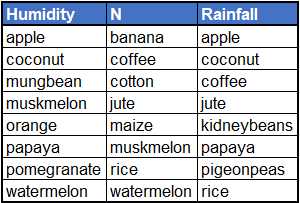 Humidity N Rainfall
apple banana apple
coconut coffee coconut
mungbean cotton coffee
muskmelon jute jute
orange maize kidneybeans
papaya muskmelon papaya
pomegranate rice pigeonpeas
watermelon watermelon rice